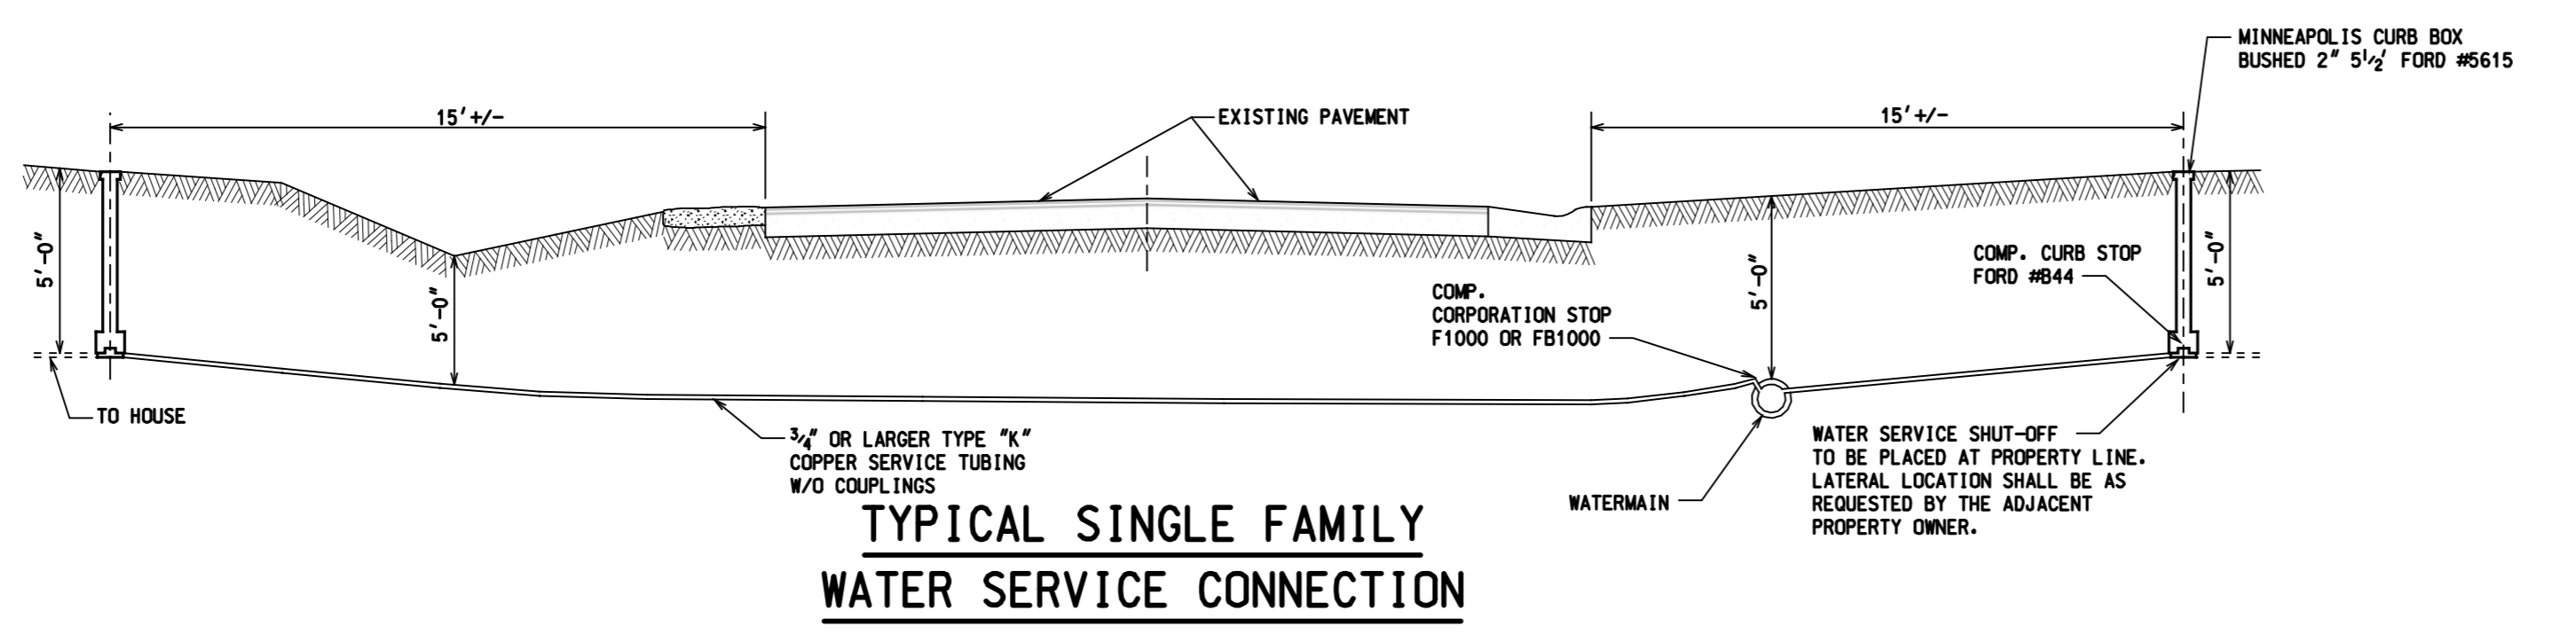 MINNEAPOLIS CURB BOX
BUSHED 2" 5 1/2' FORD #5615
15'+/-
EXISTING PAVEMENT
15'+/-
5'-0"
5'-0"
COMP.
CORPORATION STOP
F1000 OR FB1000
5'-0"
COMP. CURB STOP
FORD #B44
5'-0"
TO HOUSE
3/4" OR LARGER TYPE "K"
COPPER SERVICE TUBING
W/O COUPLINGS
WATERMAIN
WATER SERVICE SHUT-OFF
TO BE PLACED AT PROPERTY LINE.
LATERAL LOCATION SHALL BE AS
REQUESTED BY THE ADJACENT
PROPERTY OWNER.
TYPICAL SINGLE FAMILY
WATER SERVICE CONNECTION